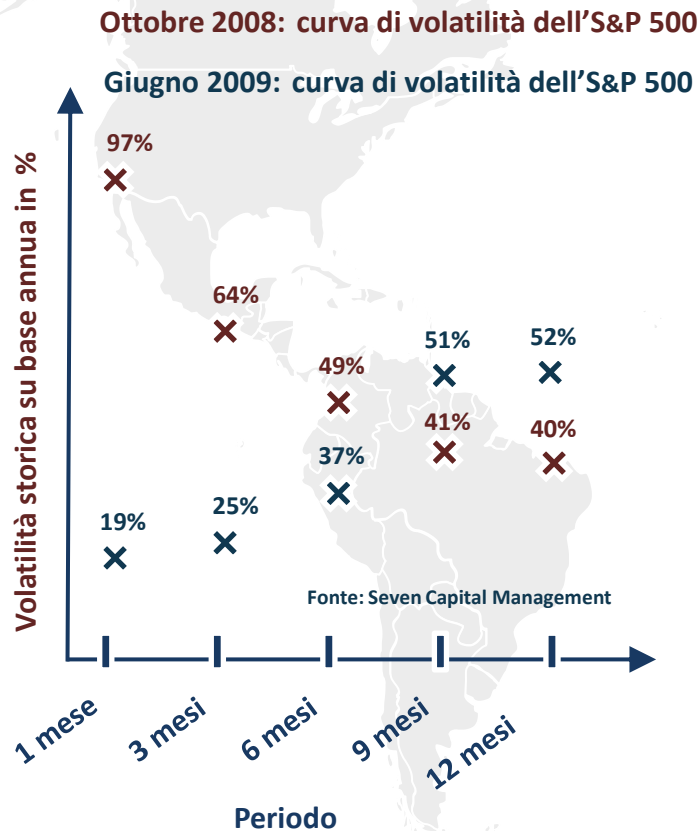 Ottobre 2008: curva di volatilità dell’S&P 500
Giugno 2009: curva di volatilità dell’S&P 500
Volatilità storica su base annua in %
97%
64%
49%
51%
52%
41%
40%
37%
19%
25%
Fonte: Seven Capital Management
1 mese
3 mesi
6 mesi
9 mesi
12 mesi
Periodo